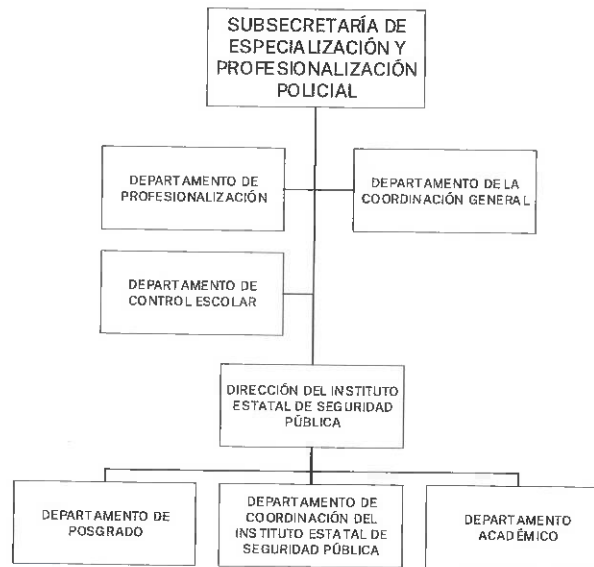 SUBSECRETARÍA DE
ESPECIALIZACIÓN Y
PROFESIONALIZACIÓN
POLICIAL
DEPARTAMENTO DE
PROFESIONALIZACIÓN
DEPARTAMENTO DE LA
COORDINACIÓN GENERAL
DEPARTAMENTO DE
CONTROL ESCOLAR
DIRECCIÓN DEL INSTITUTO
ESTATAL DE SEGURIDAD
PÚBLICA
DEPARTAMENTO DE
POSGRADO
DEPARTAMENTO DE
COORDINACIÓN DEL
INSTITUTO ESTATAL DE
SEGURIDAD PÚBLICA
DEPARTAMENTO
ACADÉMICO